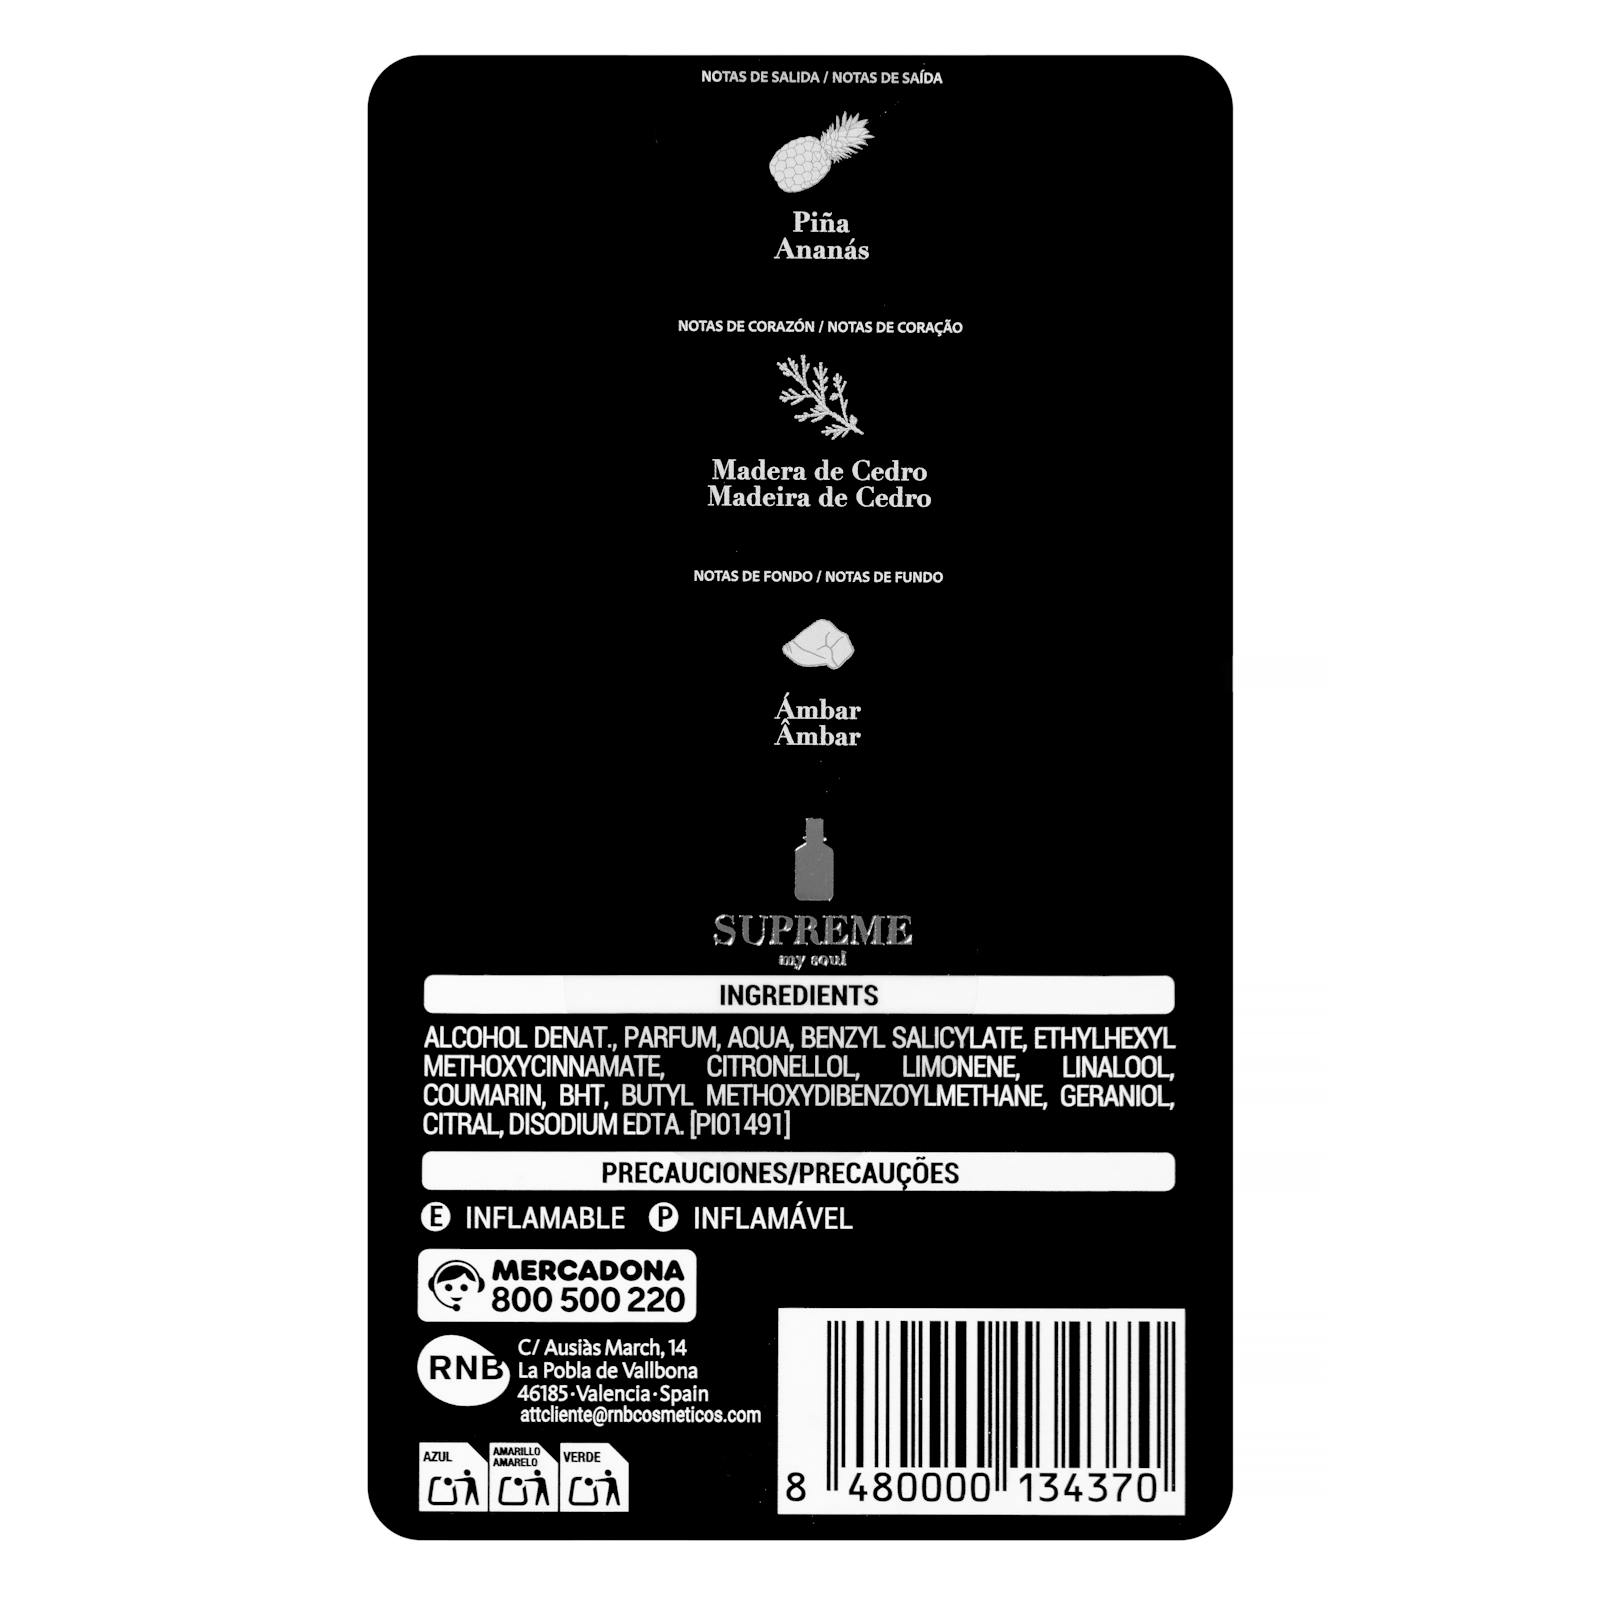 NOTAS DE SALIDA / NOTAS DE SAÍDA
Piña
Ananás
NOTAS DE CORAZÓN / NOTAS DE CORAÇÃO
Madera de Cedro
Madeira de Cedro
NOTAS DE FONDO / NOTAS DE FUNDO
Ámbar
Âmbar
SUPREME
my soul
INGREDIENTS
ALCOHOL DENAT., PARFUM, AQUA, BENZYL SALICYLATE, ETHYLHEXYL
METHOXYCINNAMATE, CITRONELLOL, LIMONENE, LINALOOL,
COUMARIN, BHT, BUTYL METHOXYDIBENZOYLMETHANE, GERANIOL,
CITRAL, DISODIUM EDTA. [PI01491]
PRECAUCIONES/PRECAUÇÕES
E INFLAMABLE P INFLAMÁVEL
MERCADONA
800 500 220
RNB
C/ Ausiàs March, 14
La Pobla de Vallbona
46185·Valencia·Spain
attcliente@rnbcosmeticos.com
AZUL
AMARILLO
AMARELO
VERDE
8 480000 134370